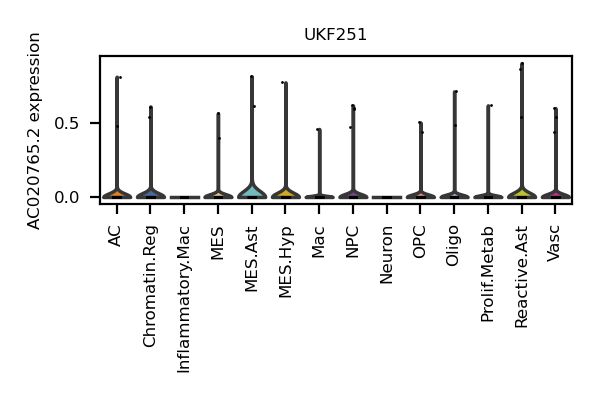 UKF251
AC020765.2 expression
0.5
0.0
AC
Chromatin.Reg
Inflammatory.Mac
MES
MES.Ast
MES.Hyp
Mac
NPC
Neuron
OPC
Oligo
Prolif.Metab
Reactive.Ast
Vasc